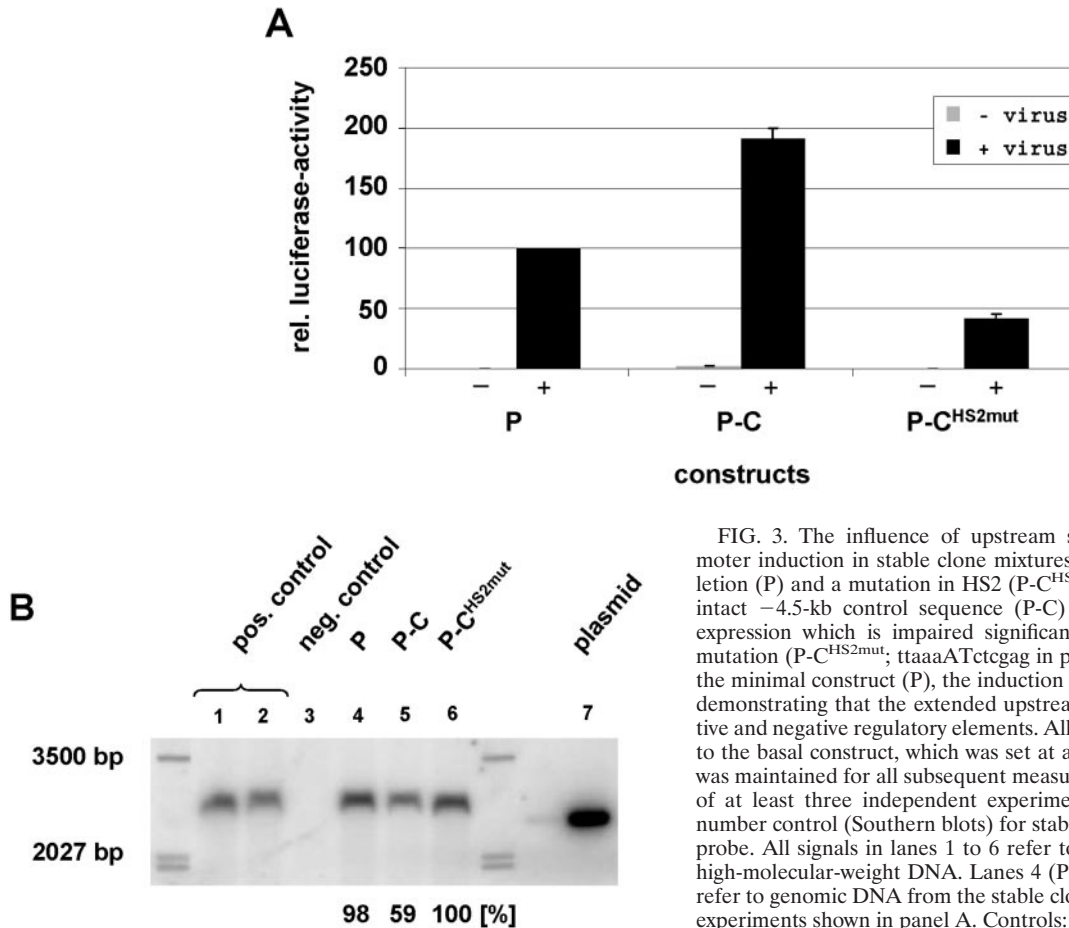 A
250
200
150
100
50
0
rel. luciferase-activity
- virus
+ virus
– + – + – +
P P-C P-C^HS2mut
constructs
B
pos. control neg. control P P-C P-C^HS2mut plasmid
1 2 3 4 5 6 7
3500 bp
2027 bp
98 59 100 [%]
FIG. 3. The influence of upstream s
moter induction in stable clone mixtures
letion (P) and a mutation in HS2 (P-C^HS
intact −4.5-kb control sequence (P-C)
expression which is impaired significan
mutation (P-C^HS2mut; ttaaaATctcgag in p
the minimal construct (P), the induction
demonstrating that the extended upstrea
tive and negative regulatory elements. All
to the basal construct, which was set at a
was maintained for all subsequent measu
of at least three independent experime
number control (Southern blots) for stab
probe. All signals in lanes 1 to 6 refer to
high-molecular-weight DNA. Lanes 4 (P
refer to genomic DNA from the stable clo
experiments shown in panel A. Controls: